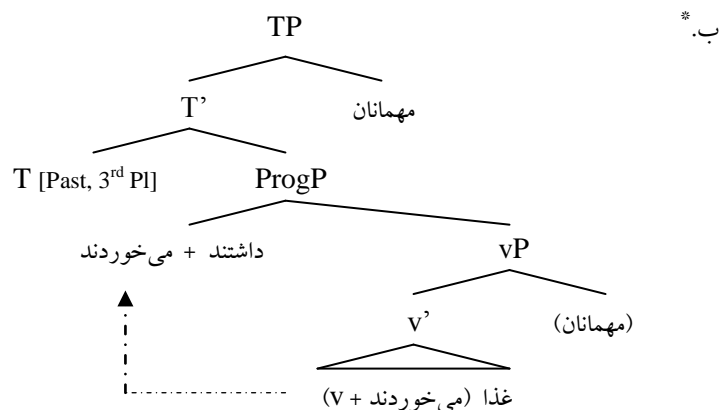 ب.*
TP
T’ مهمانان
T [Past, 3rd Pl] ProgP
داشتند + می‌خوردند
vP
v’ (مهمانان)
غذا (می‌خوردند + v)